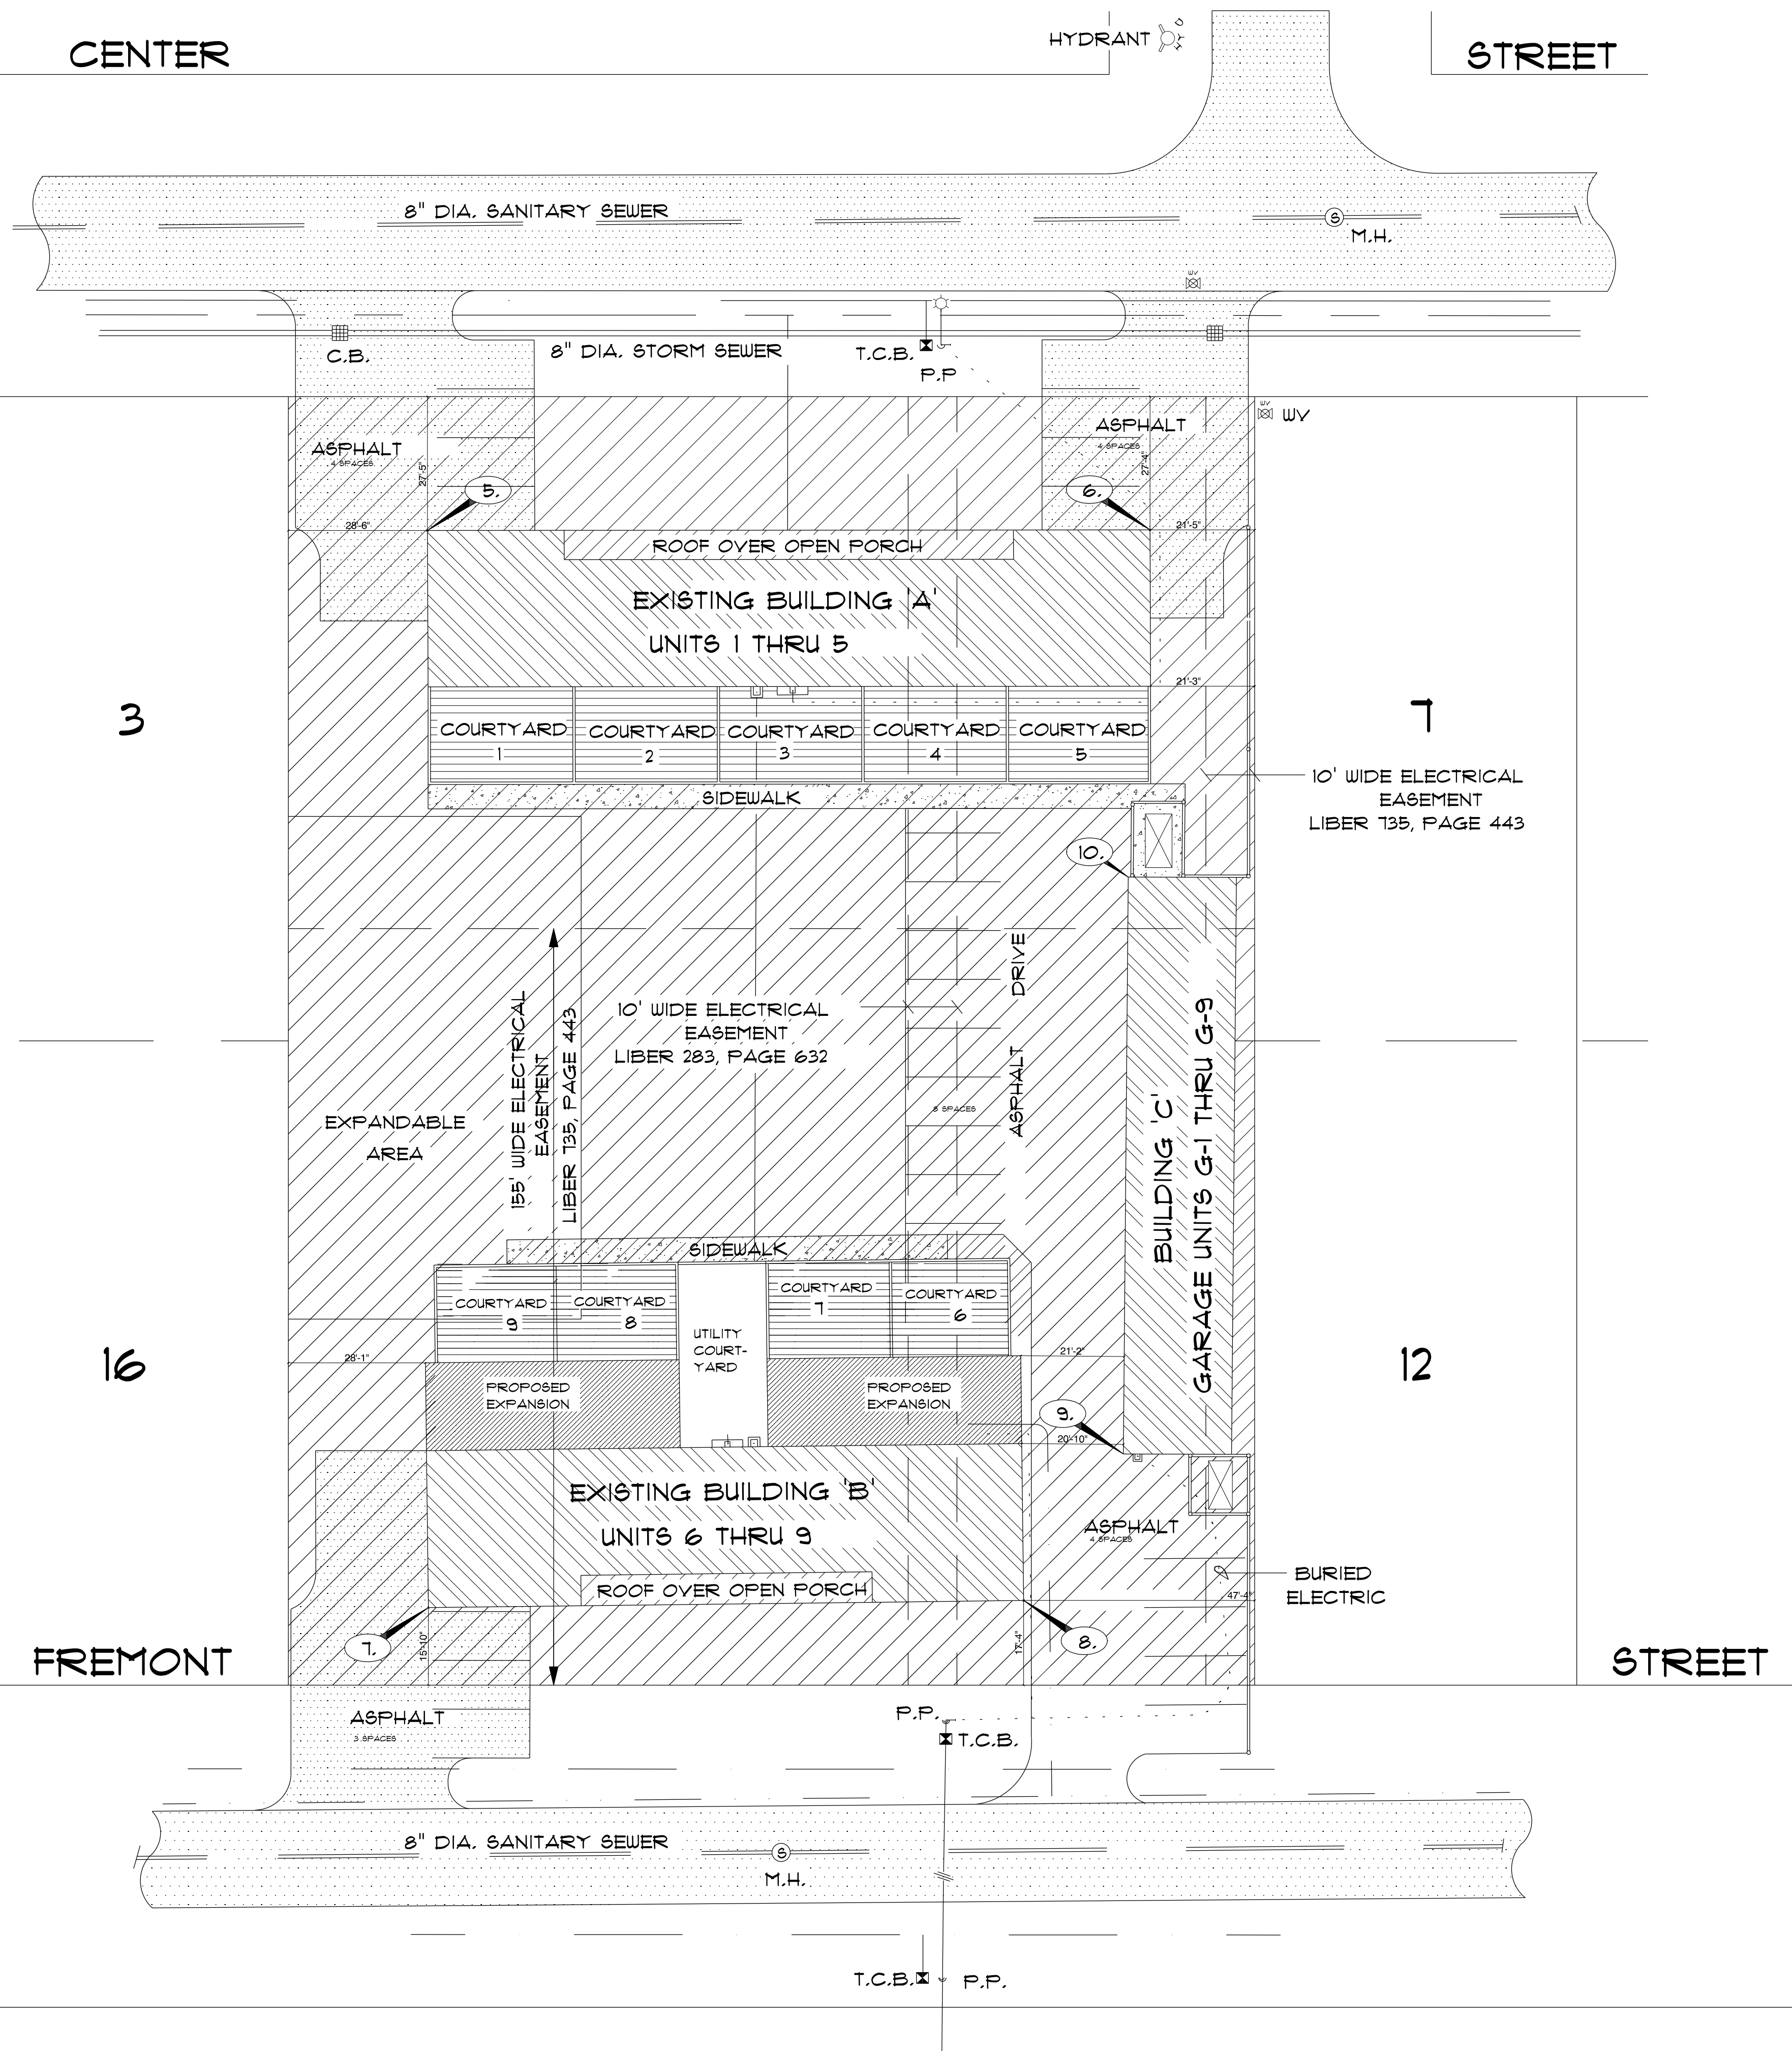 HYDRANT
CENTER
STREET
8" DIA. SANITARY SEWER
S
M.H.
WV
C.B.
8" DIA. STORM SEWER
T.C.B.
P.P
WV
WV
ASPHALT
4 SPACES
ASPHALT
4 SPACES
27'-5"
27'-4"
5.
6.
28'-6"
21'-5"
ROOF OVER OPEN PORCH
EXISTING BUILDING 'A'
UNITS 1 THRU 5
21'-3"
3
7
COURTYARD
1
COURTYARD
2
COURTYARD
3
COURTYARD
4
COURTYARD
5
SIDEWALK
10' WIDE ELECTRICAL
EASEMENT
LIBER 735, PAGE 443
10.
10' WIDE ELECTRICAL
EASEMENT
LIBER 283, PAGE 632
155' WIDE ELECTRICAL
EASEMENT
LIBER 735, PAGE 443
ASPHALT DRIVE
BUILDING 'C'
GARAGE UNITS G-1 THRU G-9
EXPANDABLE
AREA
SPACES
SIDEWALK
COURTYARD
9
COURTYARD
8
COURTYARD
7
COURTYARD
6
UTILITY
COURT-
YARD
16
12
28'-1"
21'-2"
PROPOSED
EXPANSION
PROPOSED
EXPANSION
9.
20'-10"
EXISTING BUILDING 'B'
UNITS 6 THRU 9
ASPHALT
4 SPACES
ROOF OVER OPEN PORCH
BURIED
ELECTRIC
47'-4"
7.
15'-10"
17'-4"
8.
FREMONT
STREET
ASPHALT
3 SPACES
P.P.
T.C.B.
8" DIA. SANITARY SEWER
S
M.H.
T.C.B.
P.P.